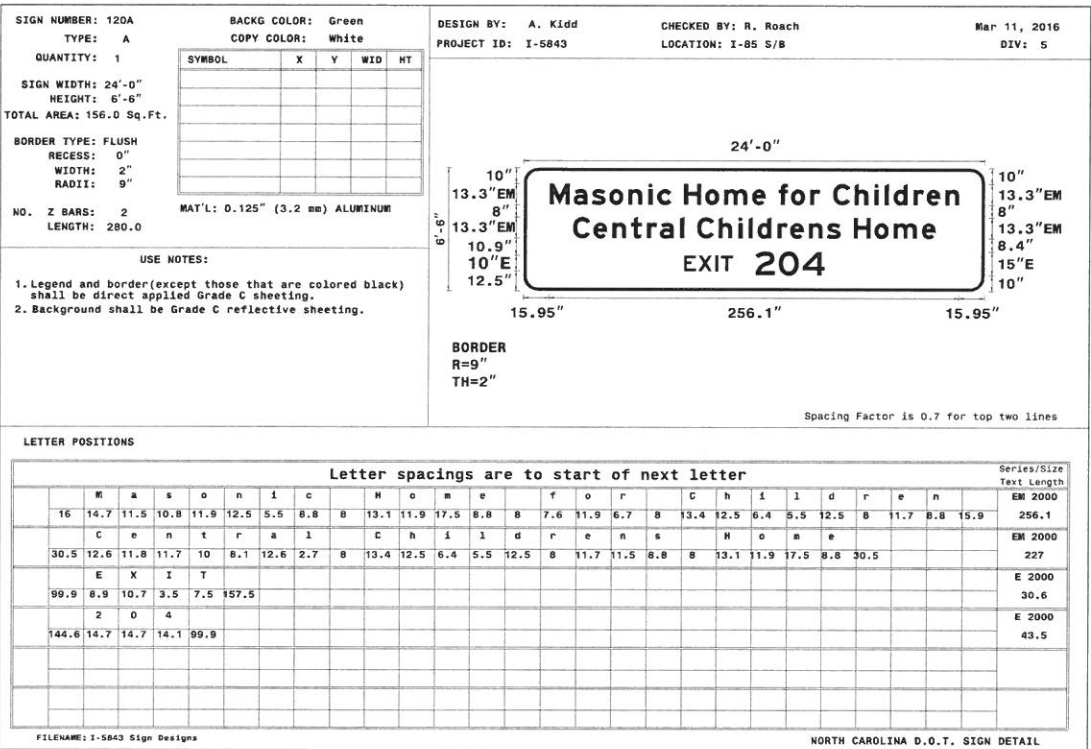 SIGN NUMBER: 120A
TYPE: A
QUANTITY: 1
SIGN WIDTH: 24'-0"
HEIGHT: 6'-6"
TOTAL AREA: 156.0 Sq.Ft.
BORDER TYPE: FLUSH
RECESS: 0"
WIDTH: 2"
RADII: 9"
NO. Z BARS: 2
LENGTH: 280.0
BACKG COLOR: Green
COPY COLOR: White
SYMBOL X Y WID HT
MAT'L: 0.125" (3.2 mm) ALUMINUM
USE NOTES:
1. Legend and border(except those that are colored black)
shall be direct applied Grade C sheeting.
2. Background shall be Grade C reflective sheeting.
DESIGN BY: A. Kidd CHECKED BY: R. Roach Mar 11, 2016
PROJECT ID: I-5843 LOCATION: I-85 S/B DIV: 5
24'-0"
6'-6"
10"
13.3"EM
8"
13.3"EM
10.9"
10"E
12.5"
Masonic Home for Children
Central Childrens Home
EXIT 204
10"
13.3"EM
8"
13.3"EM
8.4"
15"E
10"
15.95" 256.1" 15.95"
BORDER
R=9"
TH=2"
Spacing Factor is 0.7 for top two lines
LETTER POSITIONS
Letter spacings are to start of next letter Series/Size
Text Length
M a s o n i c H o m e f o r C h i l d r e n EM 2000
16 14.7 11.5 10.8 11.9 12.5 5.5 8.8 8 13.1 11.9 17.5 8.8 8 7.6 11.9 6.7 8 13.4 12.5 6.4 5.5 12.5 8 11.7 8.8 15.9 256.1
C e n t r a l C h i l d r e n s H o m e EM 2000
30.5 12.6 11.8 11.7 10 8.1 12.6 2.7 8 13.4 12.5 6.4 5.5 12.5 8 11.7 11.5 8.8 8 13.1 11.9 17.5 8.8 30.5 227
E X I T E 2000
99.9 8.9 10.7 3.5 7.5 157.5 30.6
2 0 4 E 2000
144.6 14.7 14.7 14.1 99.9 43.5
FILENAME: I-5843 Sign Designs NORTH CAROLINA D.O.T. SIGN DETAIL